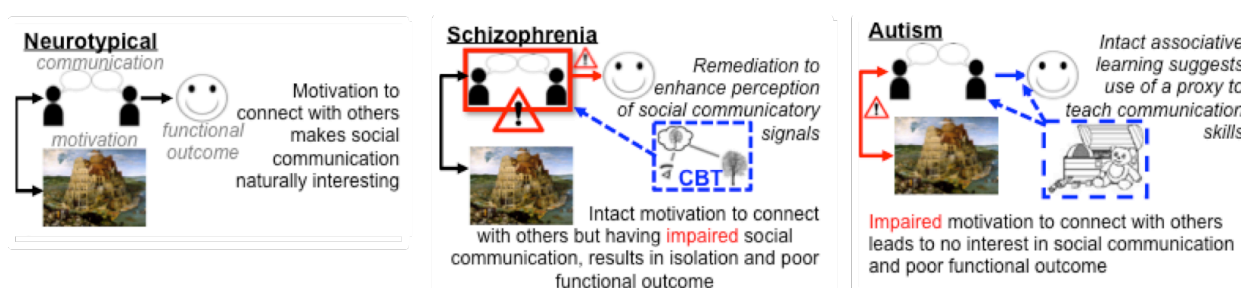 Neurotypical
communication
motivation
functional
outcome
Motivation to
connect with others
makes social
communication
naturally interesting
Schizophrenia
!
!
Remediation to
enhance perception
of social communicatory
signals
CBT
Intact motivation to connect
with others but having impaired social
communication, results in isolation and poor
functional outcome
Autism
!
Intact associative
learning suggests
use of a proxy to
teach communication
skills
Impaired motivation to connect with others
leads to no interest in social communication
and poor functional outcome